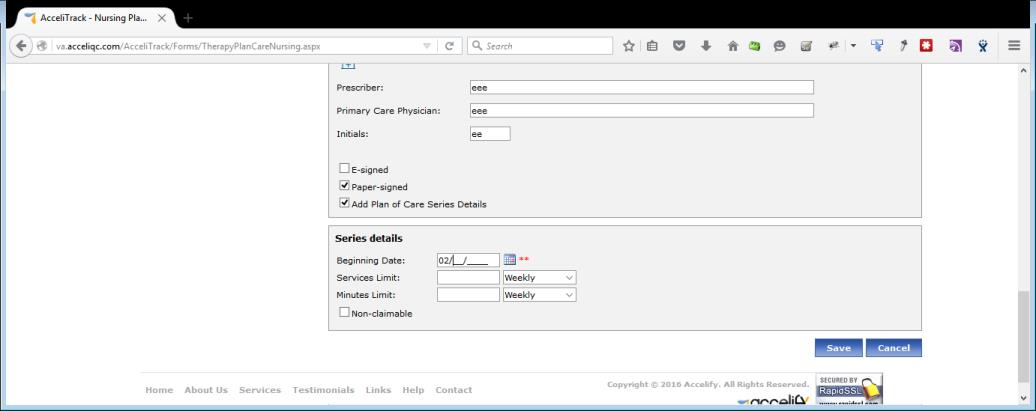 AcceliTrack - Nursing Pla...
va.acceliqc.com/AcceliTrack/Forms/TherapyPlanCareNursing.aspx
Search
[+]
Prescriber: eee
Primary Care Physician: eee
Initials: ee
E-signed
Paper-signed
Add Plan of Care Series Details
Series details
Beginning Date: 02/__/____ **
Services Limit: Weekly
Minutes Limit: Weekly
Non-claimable
Save Cancel
Home About Us Services Testimonials Links Help Contact
Copyright © 2016 Accelify. All Rights Reserved.
SECURED BY
RapidSSL
accelify